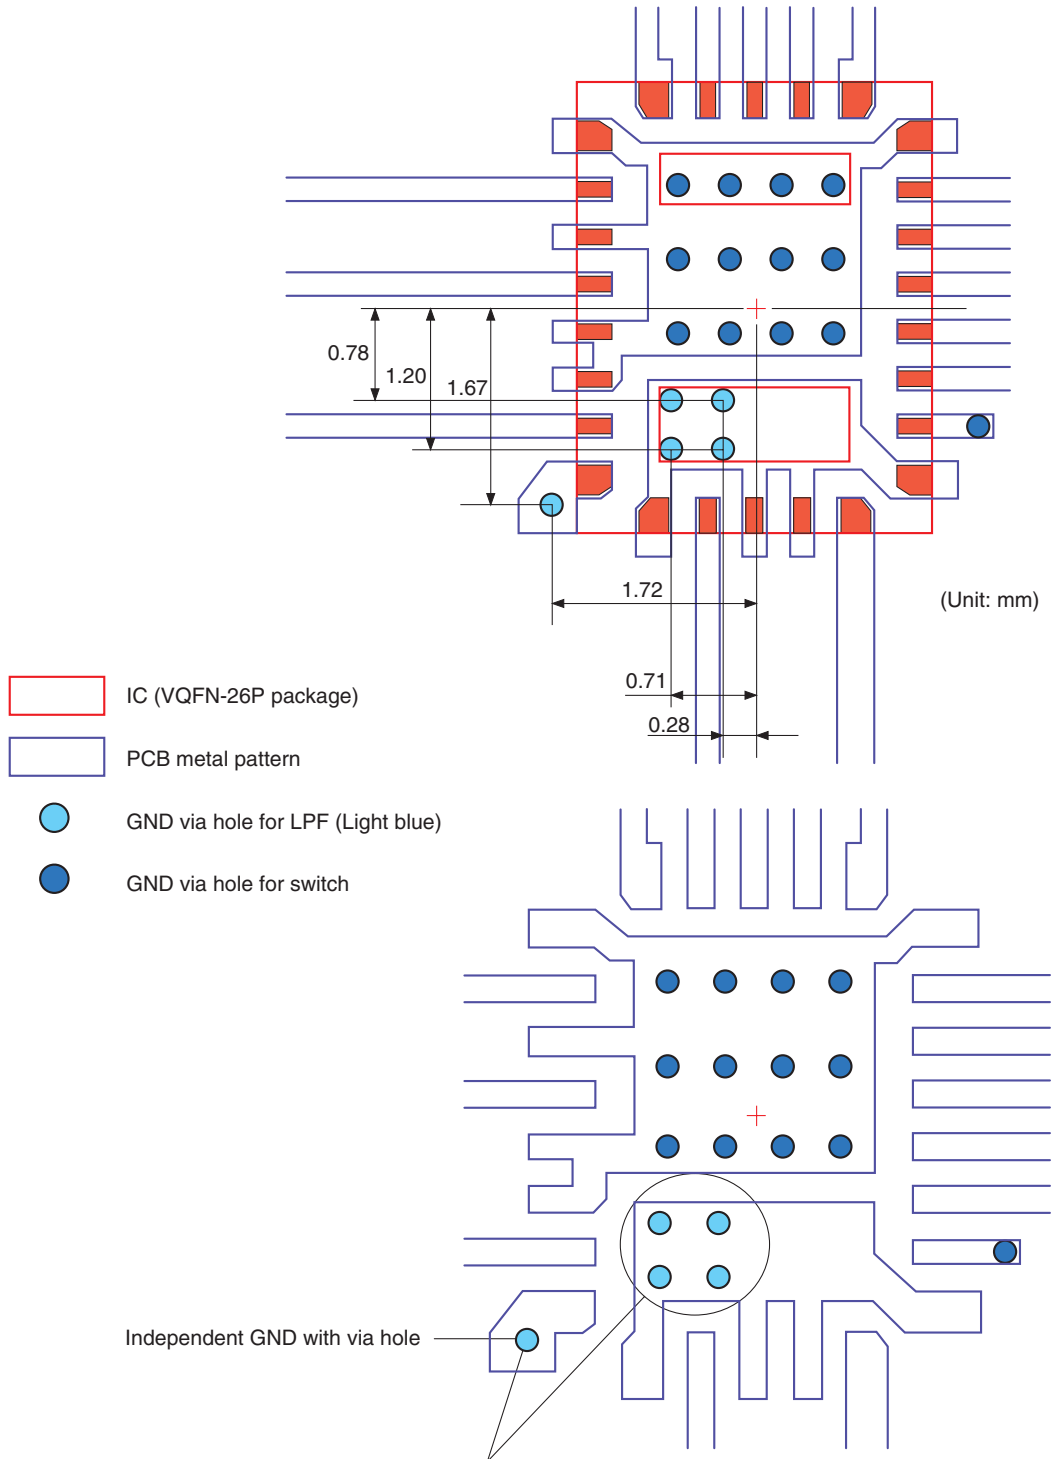 0.78
1.20
1.67
1.72
(Unit: mm)
0.71
0.28
IC (VQFN-26P package)
PCB metal pattern
GND via hole for LPF (Light blue)
GND via hole for switch
Independent GND with via hole